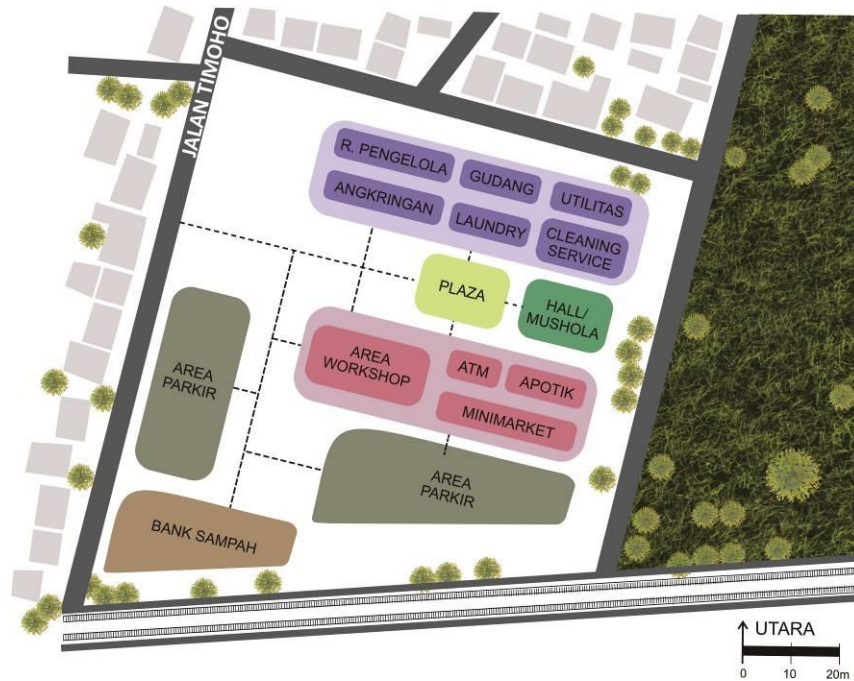 JALAN TIMOHO
R. PENGELOLA
GUDANG
UTILITAS
ANGKRINGAN
LAUNDRY
CLEANING
SERVICE
PLAZA
HALL/
MUSHOLA
AREA
PARKIR
AREA
WORKSHOP
ATM
APOTIK
MINIMARKET
AREA
PARKIR
BANK SAMPAH
UTARA
0 10 20m